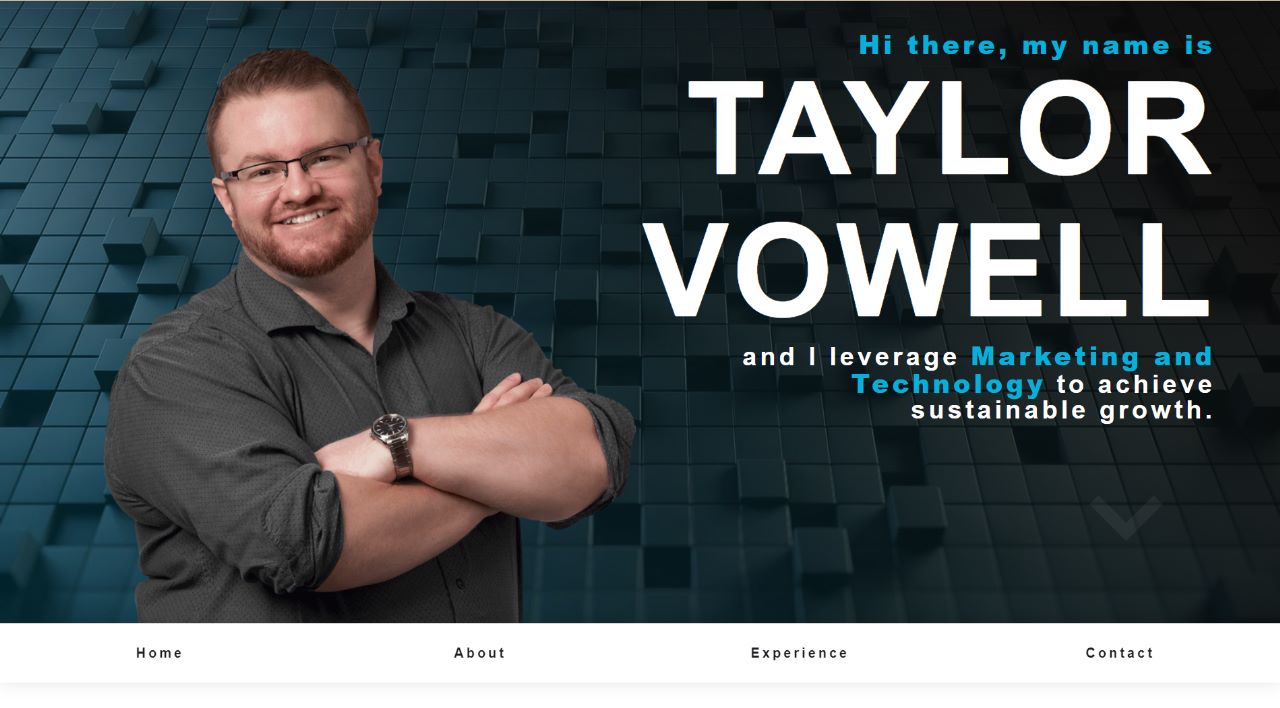 Hi there, my name is
TAYLOR
VOWELL
and I leverage Marketing and
Technology to achieve
sustainable growth.
Home About Experience Contact